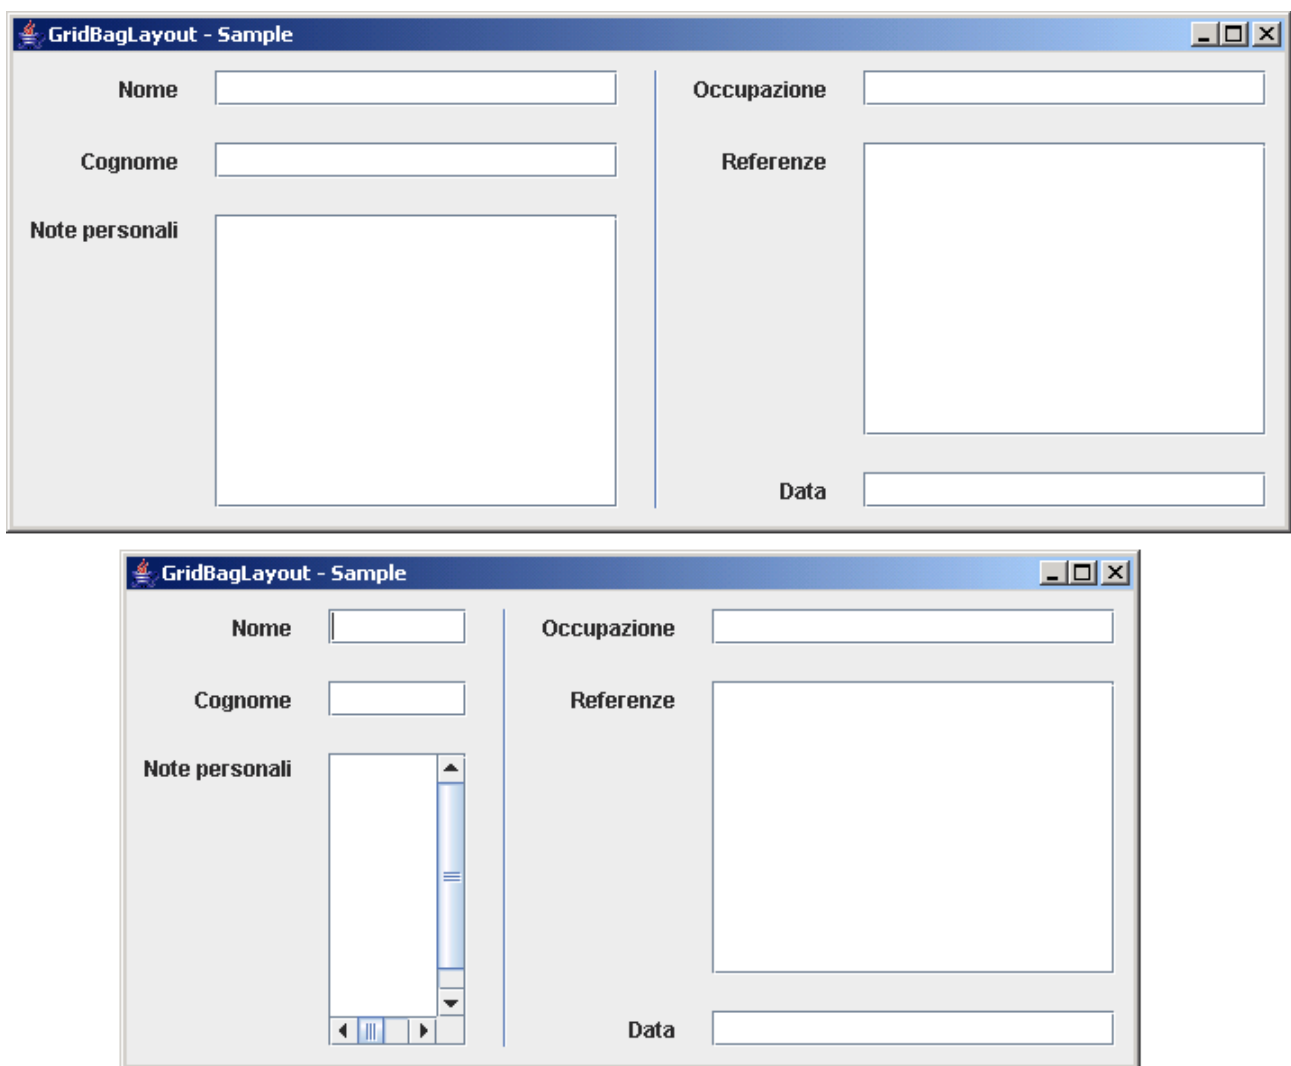 GridBagLayout - Sample
Nome
Occupazione
Cognome
Referenze
Note personali
Data
GridBagLayout - Sample
Nome
Occupazione
Cognome
Referenze
Note personali
Data